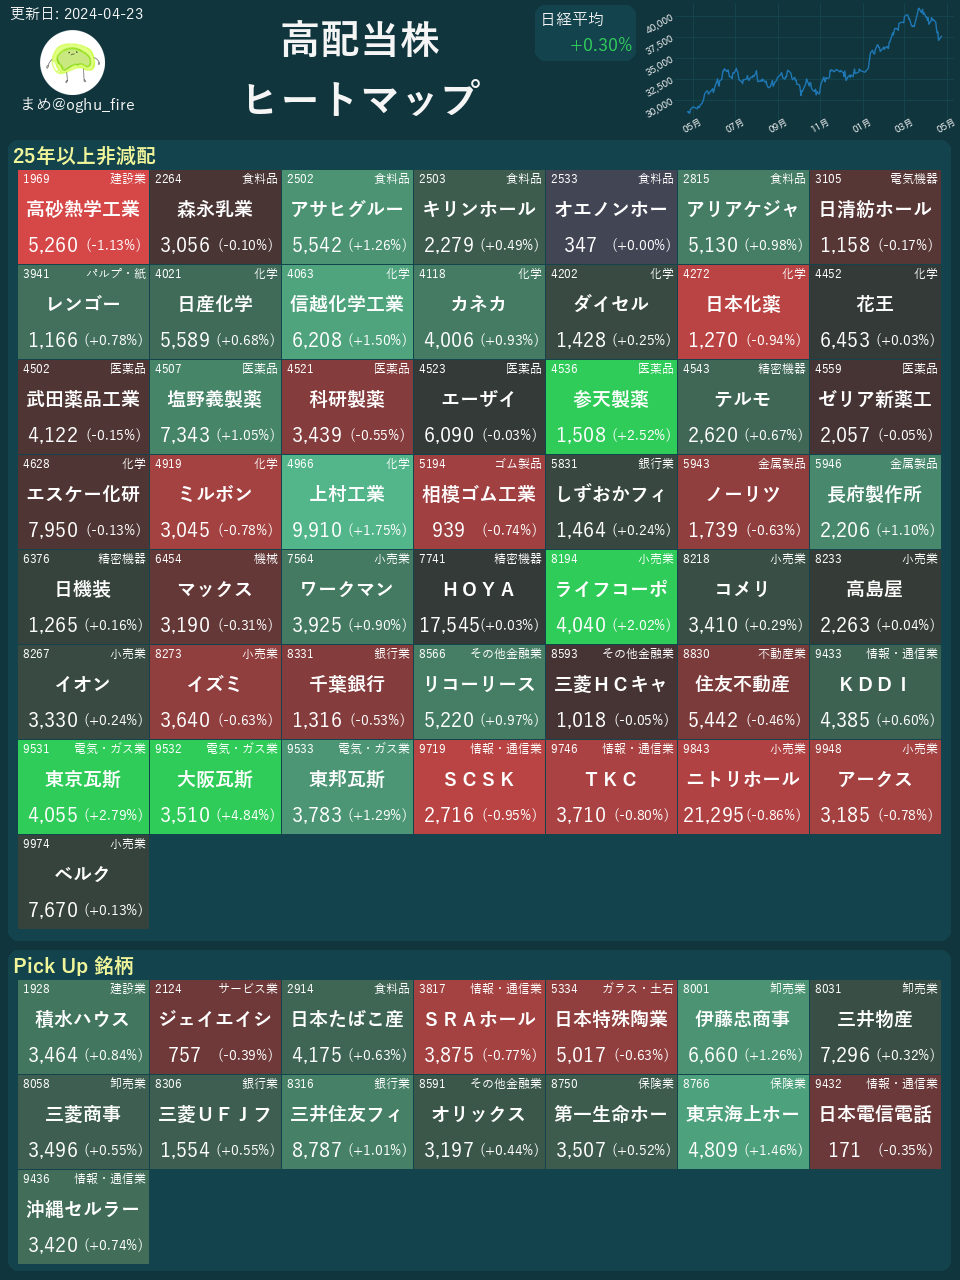 更新日: 2024-04-23
まめ@oghu_fire
高配当株
ヒートマップ
日経平均
+0.30%
40,000
37,500
35,000
32,500
30,000
05月 07月 09月 11月 01月 03月 05月
25年以上非減配
1969 建設業 2264 食料品 2502 食料品 2503 食料品 2533 食料品 2815 食料品 3105 電気機器
高砂熱学工業 森永乳業 アサヒグルー キリンホール オエノンホー アリアケジャ 日清紡ホール
5,260 (-1.13%) 3,056 (-0.10%) 5,542 (+1.26%) 2,279 (+0.49%) 347 (+0.00%) 5,130 (+0.98%) 1,158 (-0.17%)
3941 パルプ・紙 4021 化学 4063 化学 4118 化学 4202 化学 4272 化学 4452 化学
レンゴー 日産化学 信越化学工業 カネカ ダイセル 日本化薬 花王
1,166 (+0.78%) 5,589 (+0.68%) 6,208 (+1.50%) 4,006 (+0.93%) 1,428 (+0.25%) 1,270 (-0.94%) 6,453 (+0.03%)
4502 医薬品 4507 医薬品 4521 医薬品 4523 医薬品 4536 医薬品 4543 精密機器 4559 医薬品
武田薬品工業 塩野義製薬 科研製薬 エーザイ 参天製薬 テルモ ゼリア新薬工
4,122 (-0.15%) 7,343 (+1.05%) 3,439 (-0.55%) 6,090 (-0.03%) 1,508 (+2.52%) 2,620 (+0.67%) 2,057 (-0.05%)
4628 化学 4919 化学 4966 化学 5194 ゴム製品 5831 銀行業 5943 金属製品 5946 金属製品
エスケー化研 ミルボン 上村工業 相模ゴム工業 しずおかフィ ノーリツ 長府製作所
7,950 (-0.13%) 3,045 (-0.78%) 9,910 (+1.75%) 939 (-0.74%) 1,464 (+0.24%) 1,739 (-0.63%) 2,206 (+1.10%)
6376 精密機器 6454 機械 7564 小売業 7741 精密機器 8194 小売業 8218 小売業 8233 小売業
日機装 マックス ワークマン ＨＯＹＡ ライフコーポ コメリ 高島屋
1,265 (+0.16%) 3,190 (-0.31%) 3,925 (+0.90%) 17,545(+0.03%) 4,040 (+2.02%) 3,410 (+0.29%) 2,263 (+0.04%)
8267 小売業 8273 小売業 8331 銀行業 8566 その他金融業 8593 その他金融業 8830 不動産業 9433 情報・通信業
イオン イズミ 千葉銀行 リコーリース 三菱ＨＣキャ 住友不動産 ＫＤＤＩ
3,330 (+0.24%) 3,640 (-0.63%) 1,316 (-0.53%) 5,220 (+0.97%) 1,018 (-0.05%) 5,442 (-0.46%) 4,385 (+0.60%)
9531 電気・ガス業 9532 電気・ガス業 9533 電気・ガス業 9719 情報・通信業 9746 情報・通信業 9843 小売業 9948 小売業
東京瓦斯 大阪瓦斯 東邦瓦斯 ＳＣＳＫ ＴＫＣ ニトリホール アークス
4,055 (+2.79%) 3,510 (+4.84%) 3,783 (+1.29%) 2,716 (-0.95%) 3,710 (-0.80%) 21,295(-0.86%) 3,185 (-0.78%)
9974 小売業
ベルク
7,670 (+0.13%)
Pick Up 銘柄
1928 建設業 2124 サービス業 2914 食料品 3817 情報・通信業 5334 ガラス・土石 8001 卸売業 8031 卸売業
積水ハウス ジェイエイシ 日本たばこ産 ＳＲＡホール 日本特殊陶業 伊藤忠商事 三井物産
3,464 (+0.84%) 757 (-0.39%) 4,175 (+0.63%) 3,875 (-0.77%) 5,017 (-0.63%) 6,660 (+1.26%) 7,296 (+0.32%)
8058 卸売業 8306 銀行業 8316 銀行業 8591 その他金融業 8750 保険業 8766 保険業 9432 情報・通信業
三菱商事 三菱ＵＦＪフ 三井住友フィ オリックス 第一生命ホー 東京海上ホー 日本電信電話
3,496 (+0.55%) 1,554 (+0.55%) 8,787 (+1.01%) 3,197 (+0.44%) 3,507 (+0.52%) 4,809 (+1.46%) 171 (-0.35%)
9436 情報・通信業
沖縄セルラー
3,420 (+0.74%)